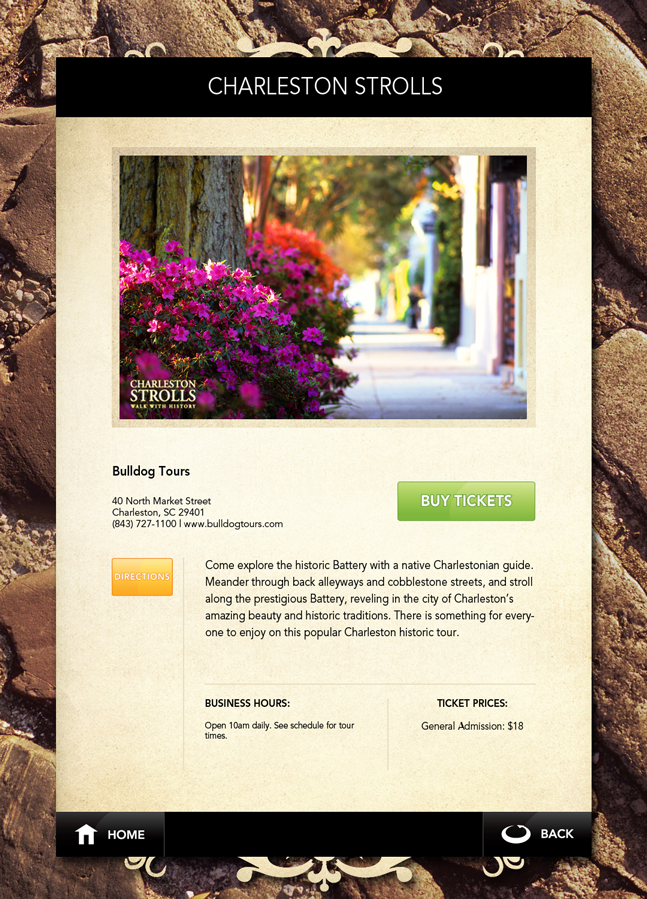 CHARLESTON STROLLS
CHARLESTON
STROLLS
WALK WITH HISTORY
Bulldog Tours
40 North Market Street
Charleston, SC 29401
(843) 727-1100 | www.bulldogtours.com
BUY TICKETS
DIRECTIONS
Come explore the historic Battery with a native Charlestonian guide.
Meander through back alleyways and cobblestone streets, and stroll
along the prestigious Battery, reveling in the city of Charleston’s
amazing beauty and historic traditions. There is something for every-
one to enjoy on this popular Charleston historic tour.
BUSINESS HOURS:
Open 10am daily. See schedule for tour
times.
TICKET PRICES:
General Admission: $18
HOME
BACK